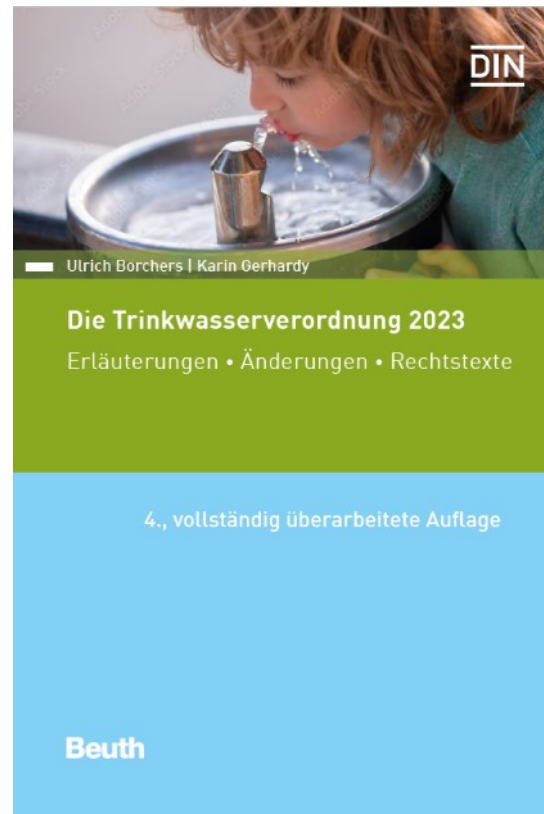 DIN
Ulrich Borchers | Karin Gerhardy
Die Trinkwasserverordnung 2023
Erläuterungen • Änderungen • Rechtstexte
4., vollständig überarbeitete Auflage
Beuth